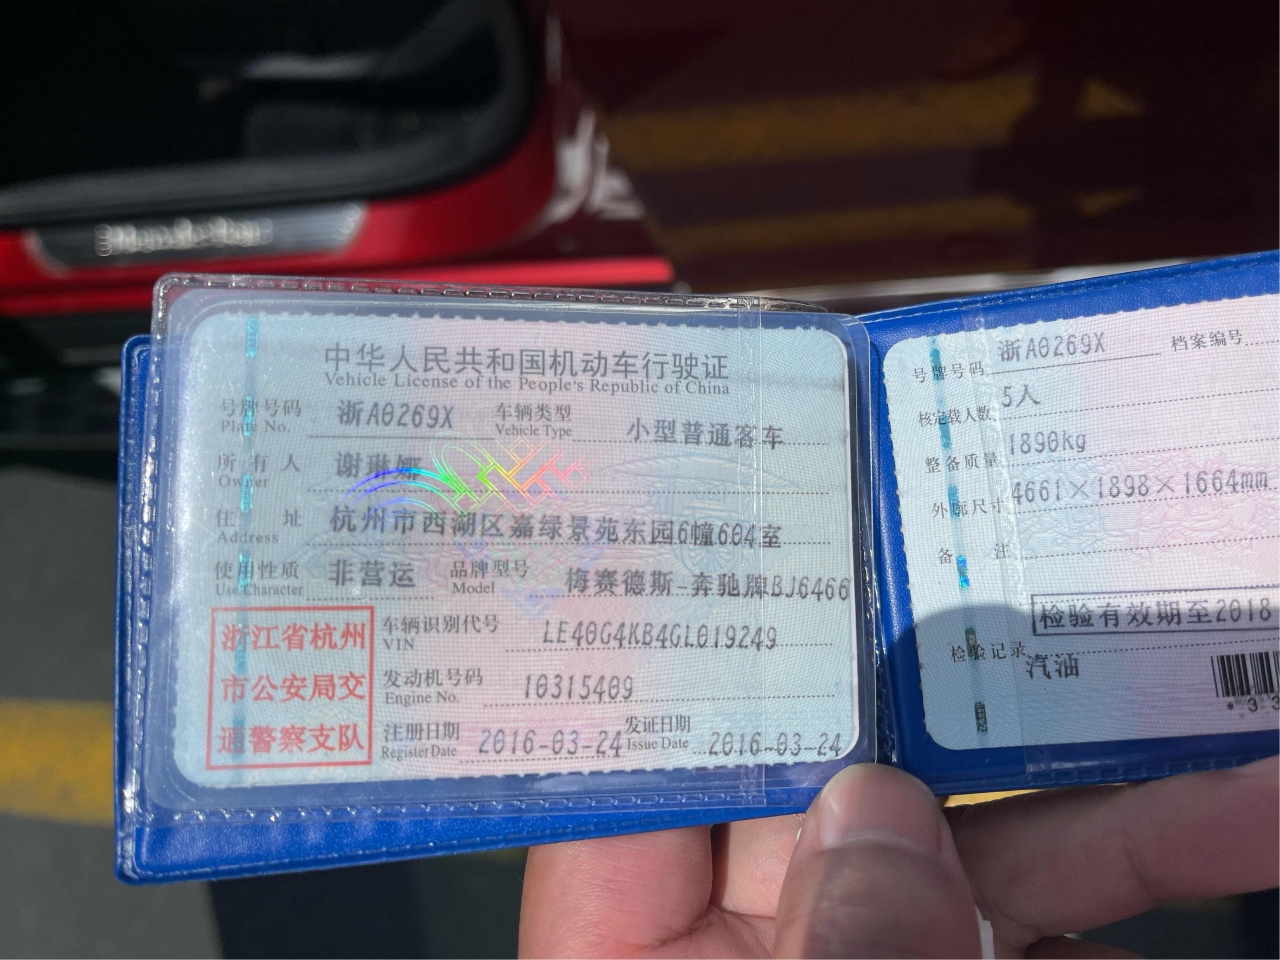 Mercedes-Benz
中华人民共和国机动车行驶证
Vehicle License of the People's Republic of China
号牌号码 浙A0269X 车辆类型 小型普通客车
Plate No. Vehicle Type
所有人 谢琳娜
Owner
住址 杭州市西湖区嘉绿景苑东园6幢604室
Address
使用性质 非营运 品牌型号 梅赛德斯-奔驰牌BJ6466
Use Character Model
浙江省杭州
市公安局交
通警察支队
车辆识别代号 LE40G4KB4GL019249
VIN
发动机号码 10315409
Engine No.
注册日期 2016-03-24 发证日期 2016-03-24
Register Date Issue Date
号牌号码 浙A0269X 档案编号
核定载人数 5人
整备质量 1890kg
外廓尺寸 4661×1898×1664mm
备注
检验有效期至2018
检验记录
汽油
*33